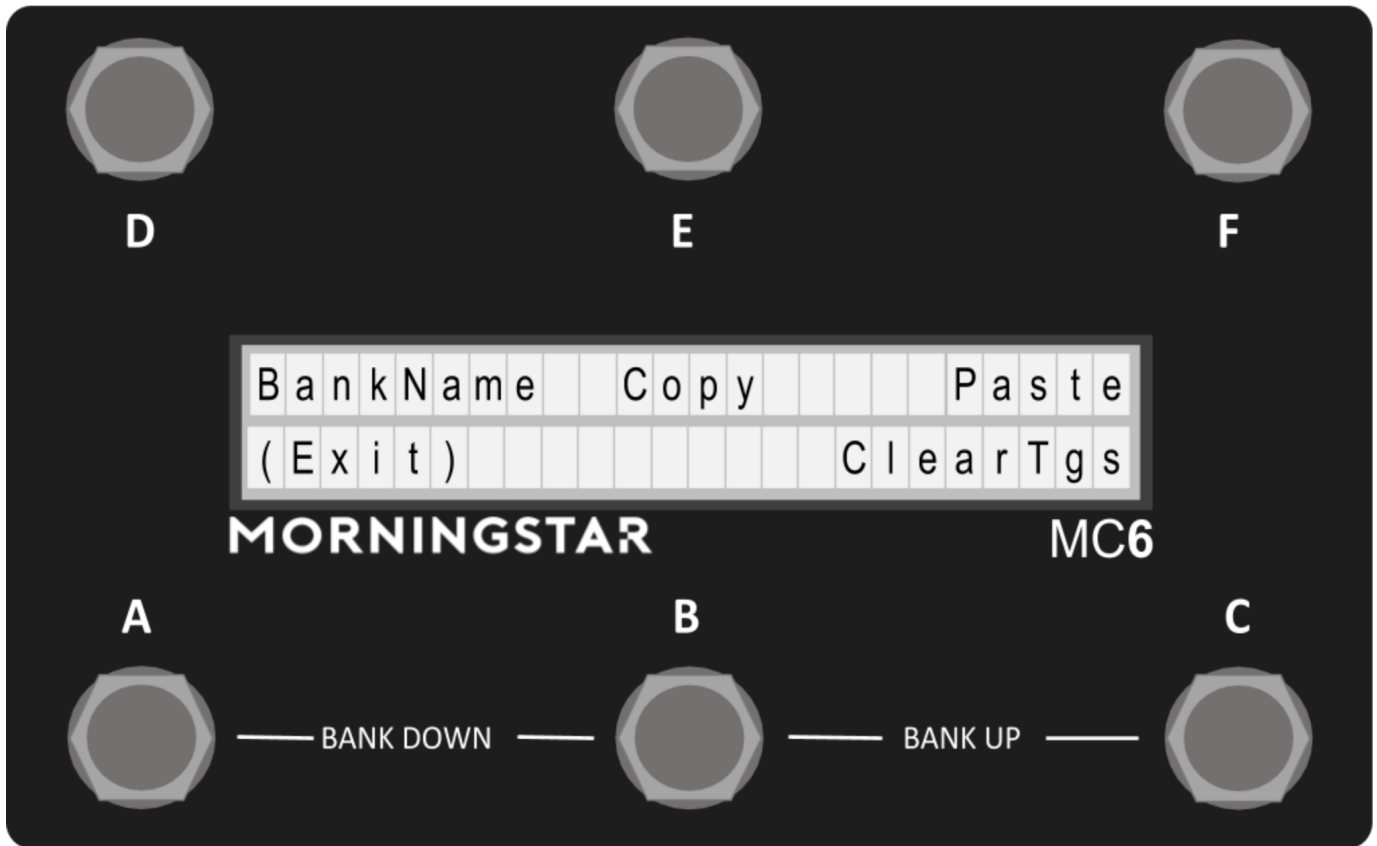 D E F
BankName Copy Paste
(Exit) ClearTgs
MORNINGSTAR MC6
A B C
BANK DOWN BANK UP